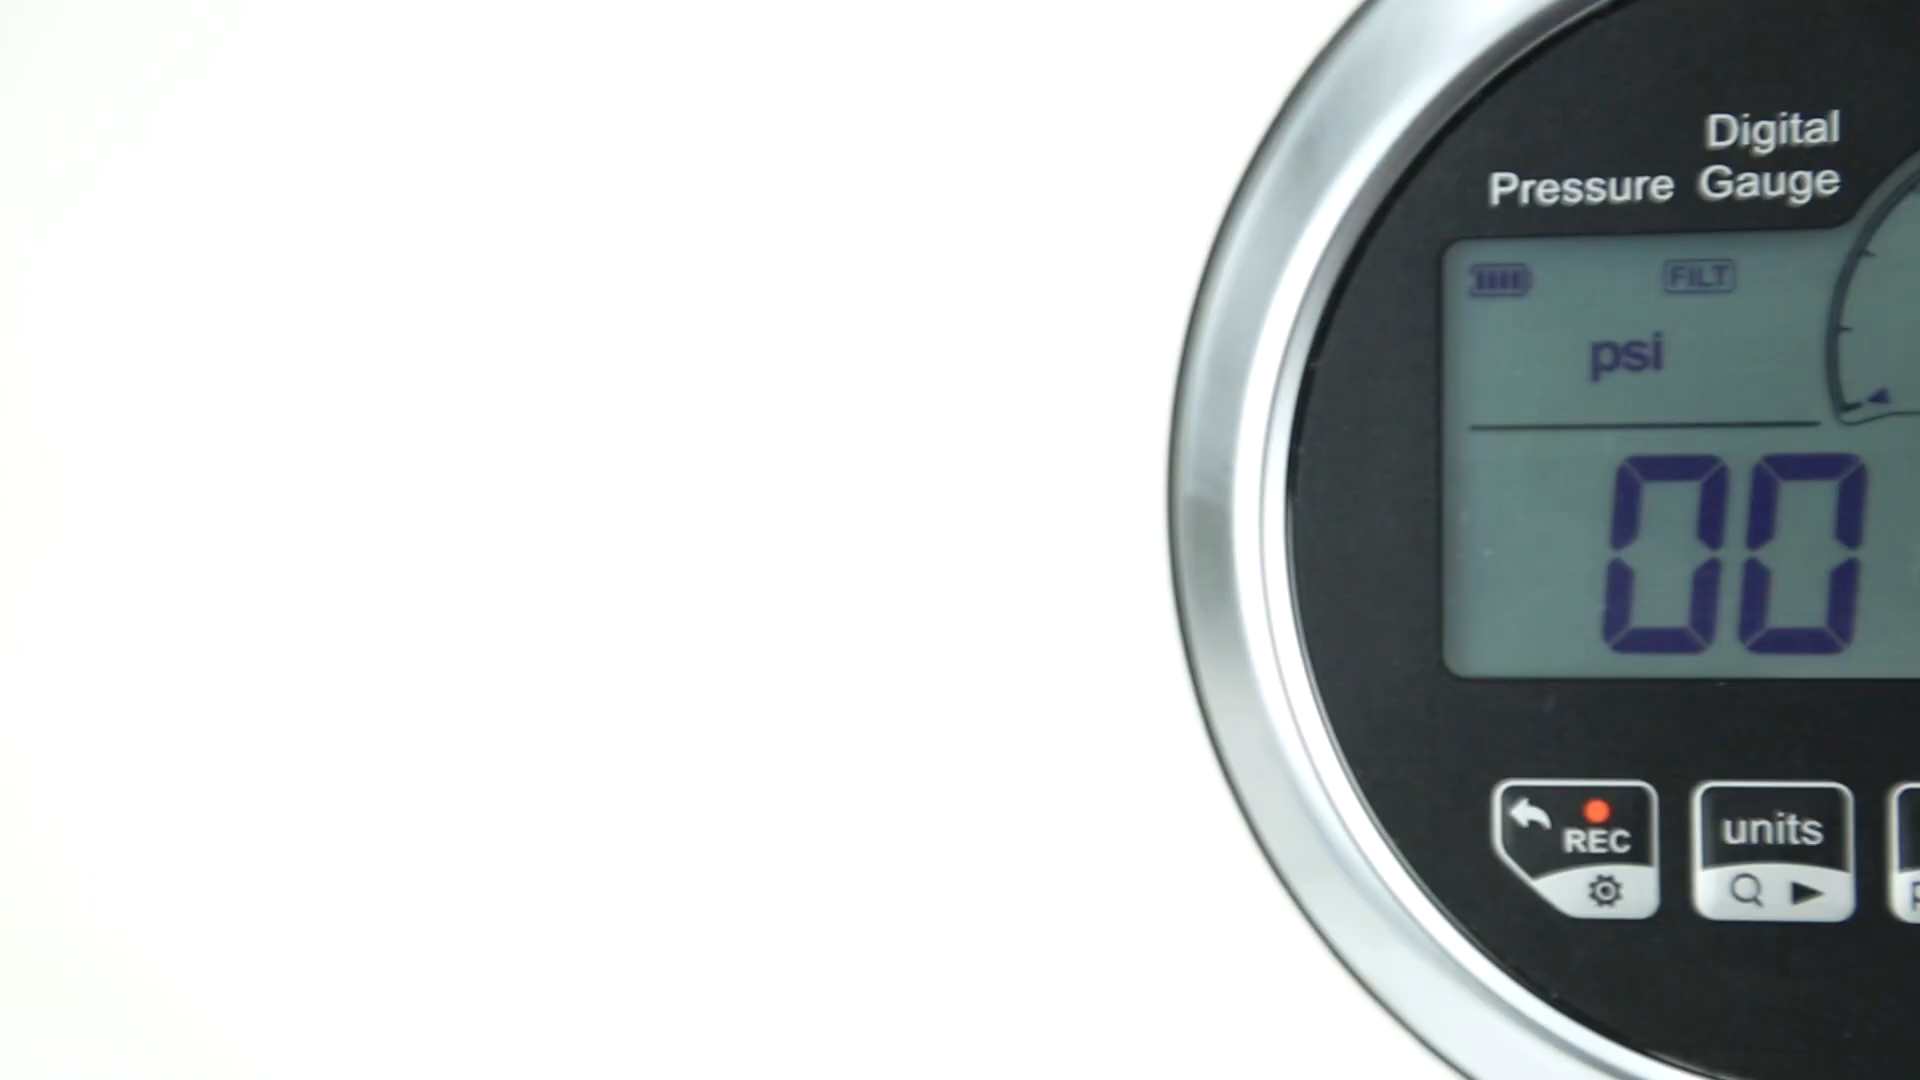 Digital
Pressure Gauge
FILT
psi
00
REC
units